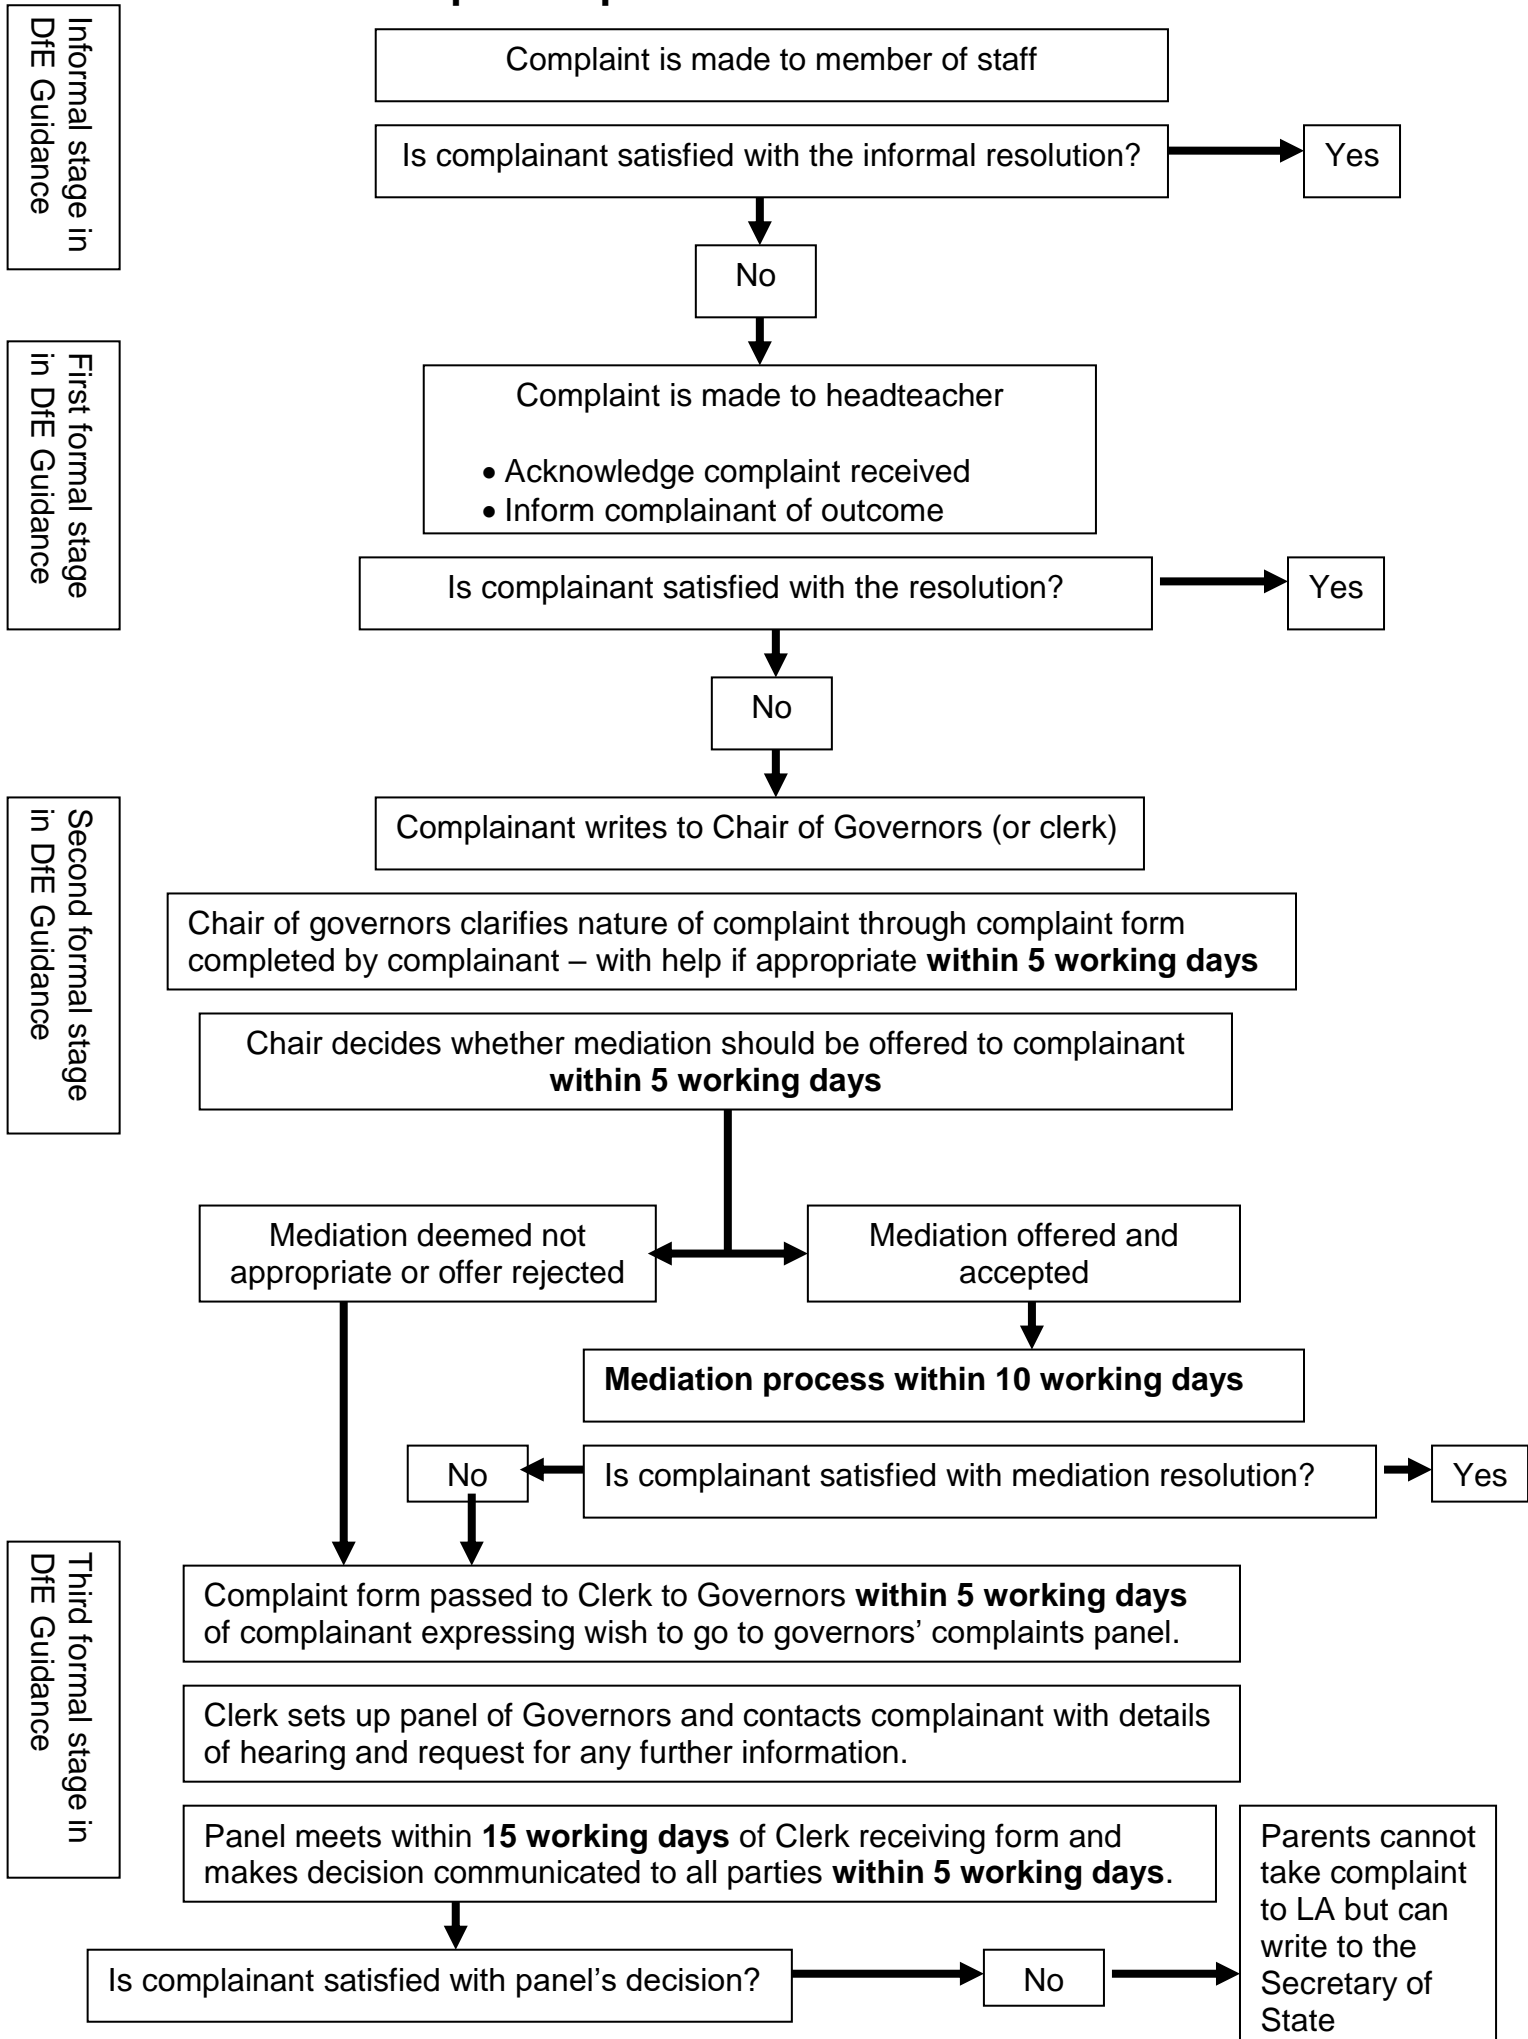 Informal stage in
DfE Guidance
Complaint is made to member of staff
Is complainant satisfied with the informal resolution?
Yes
No
First formal stage
in DfE Guidance
Complaint is made to headteacher
• Acknowledge complaint received
• Inform complainant of outcome
Is complainant satisfied with the resolution?
Yes
No
Second formal stage
in DfE Guidance
Complainant writes to Chair of Governors (or clerk)
Chair of governors clarifies nature of complaint through complaint form
completed by complainant – with help if appropriate within 5 working days
Chair decides whether mediation should be offered to complainant
within 5 working days
Mediation deemed not
appropriate or offer rejected
Mediation offered and
accepted
Mediation process within 10 working days
No
Is complainant satisfied with mediation resolution?
Yes
Third formal stage in
DfE Guidance
Complaint form passed to Clerk to Governors within 5 working days
of complainant expressing wish to go to governors’ complaints panel.
Clerk sets up panel of Governors and contacts complainant with details
of hearing and request for any further information.
Panel meets within 15 working days of Clerk receiving form and
makes decision communicated to all parties within 5 working days.
Is complainant satisfied with panel’s decision?
No
Parents cannot
take complaint
to LA but can
write to the
Secretary of
State